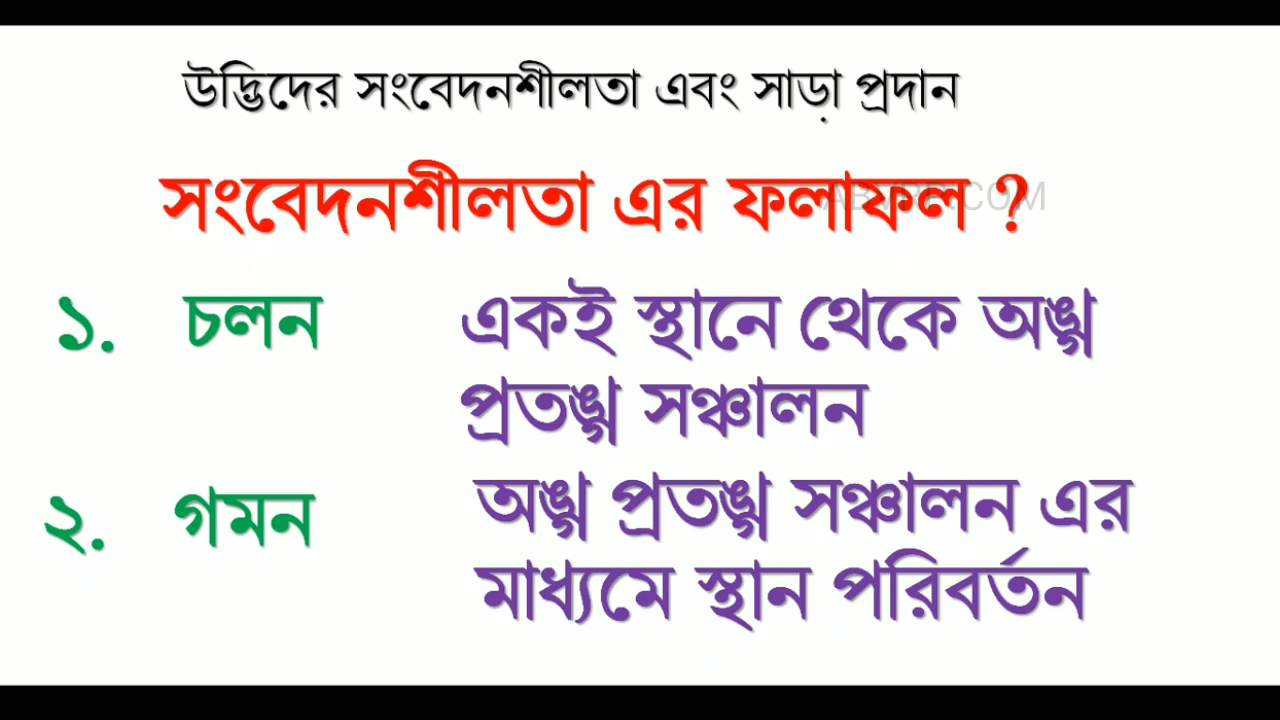 উদ্ভিদের সংবেদনশীলতা এবং সাড়া প্রদান
সংবেদনশীলতা এর ফলাফল ?
১. চলন একই স্থানে থেকে অঙ্গ
প্রতঙ্গ সঞ্চালন
২. গমন অঙ্গ প্রতঙ্গ সঞ্চালন এর
মাধ্যমে স্থান পরিবর্তন